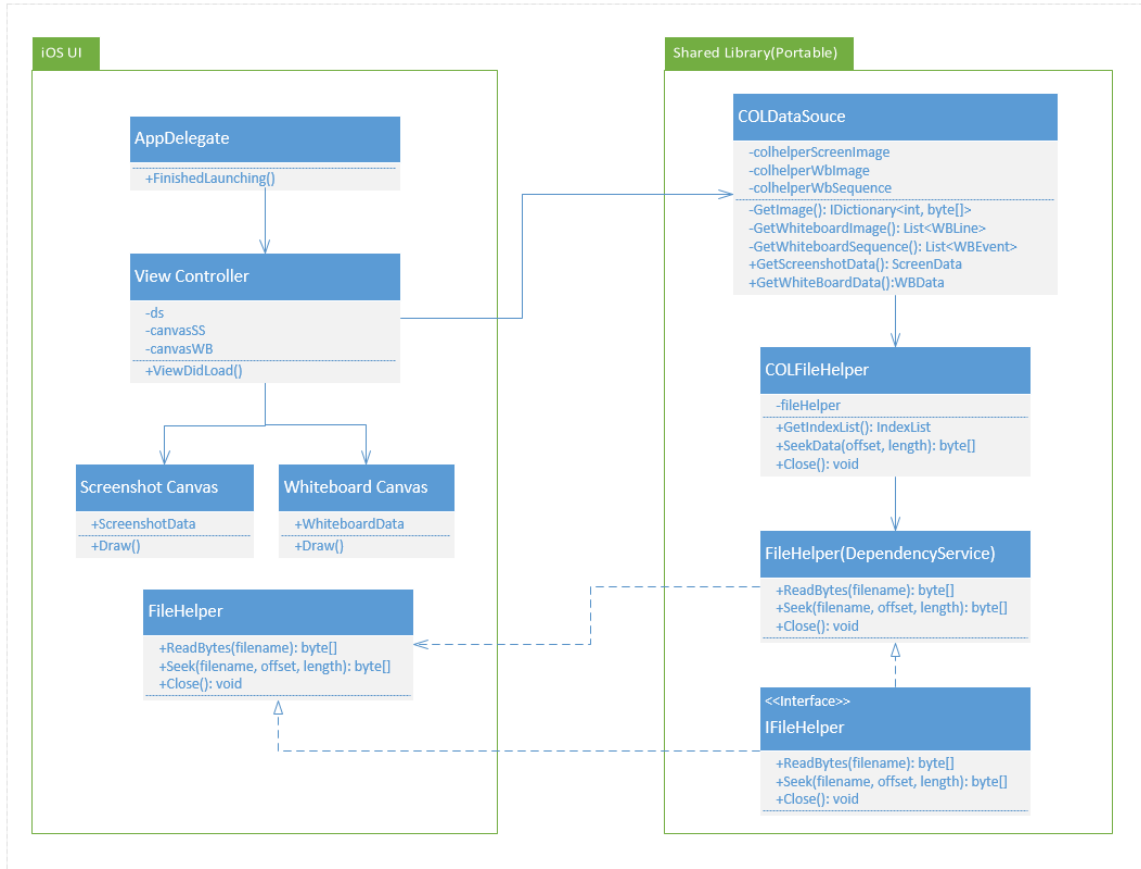 iOS UI
AppDelegate
+FinishedLaunching()
View Controller
-ds
-canvasSS
-canvasWB
+ViewDidLoad()
Screenshot Canvas
+ScreenshotData
+Draw()
Whiteboard Canvas
+WhiteboardData
+Draw()
FileHelper
+ReadBytes(filename): byte[]
+Seek(filename, offset, length): byte[]
+Close(): void
Shared Library(Portable)
COLDataSouce
-colhelperScreenImage
-colhelperWbImage
-colhelperWbSequence
-GetImage(): IDictionary<int, byte[]>
-GetWhiteboardImage(): List<WBLine>
-GetWhiteboardSequence(): List<WBEvent>
+GetScreenshotData(): ScreenData
+GetWhiteBoardData():WBData
COLFileHelper
-fileHelper
+GetIndexList(): IndexList
+SeekData(offset, length): byte[]
+Close(): void
FileHelper(DependencyService)
+ReadBytes(filename): byte[]
+Seek(filename, offset, length): byte[]
+Close(): void
<<Interface>>
IFileHelper
+ReadBytes(filename): byte[]
+Seek(filename, offset, length): byte[]
+Close(): void